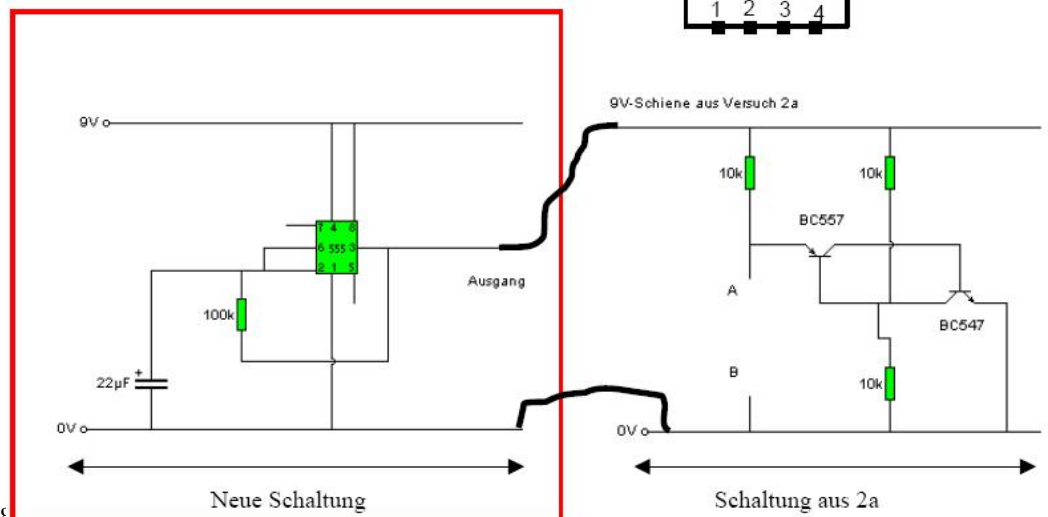 1 2 3 4
9V-Schiene aus Versuch 2a
9V
10k
10k
BC557
7 4 8
6 555 3
2 1 5
Ausgang
A
100k
BC547
B
22µF
+
10k
0V
0V
Neue Schaltung
Schaltung aus 2a